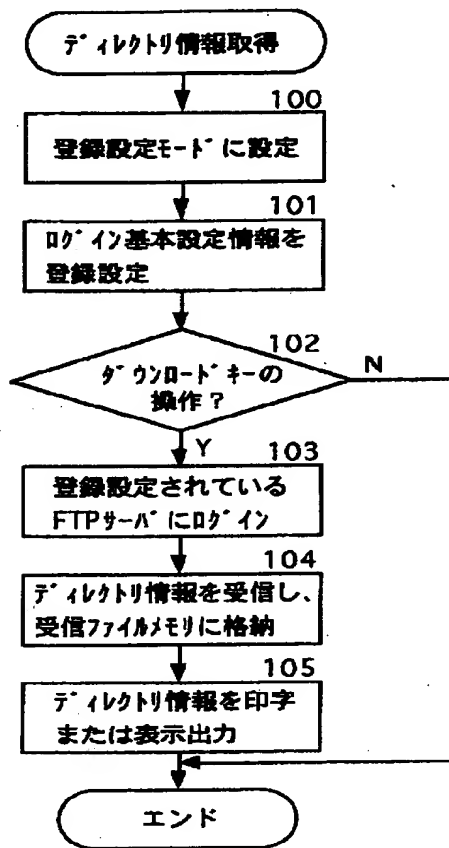 ディレクトリ情報取得
100
登録設定モードに設定
101
ログイン基本設定情報を
登録設定
102
ダウンロードキーの
操作？
N
Y
103
登録設定されている
FTPサーバにログイン
104
ディレクトリ情報を受信し、
受信ファイルメモリに格納
105
ディレクトリ情報を印字
または表示出力
エンド